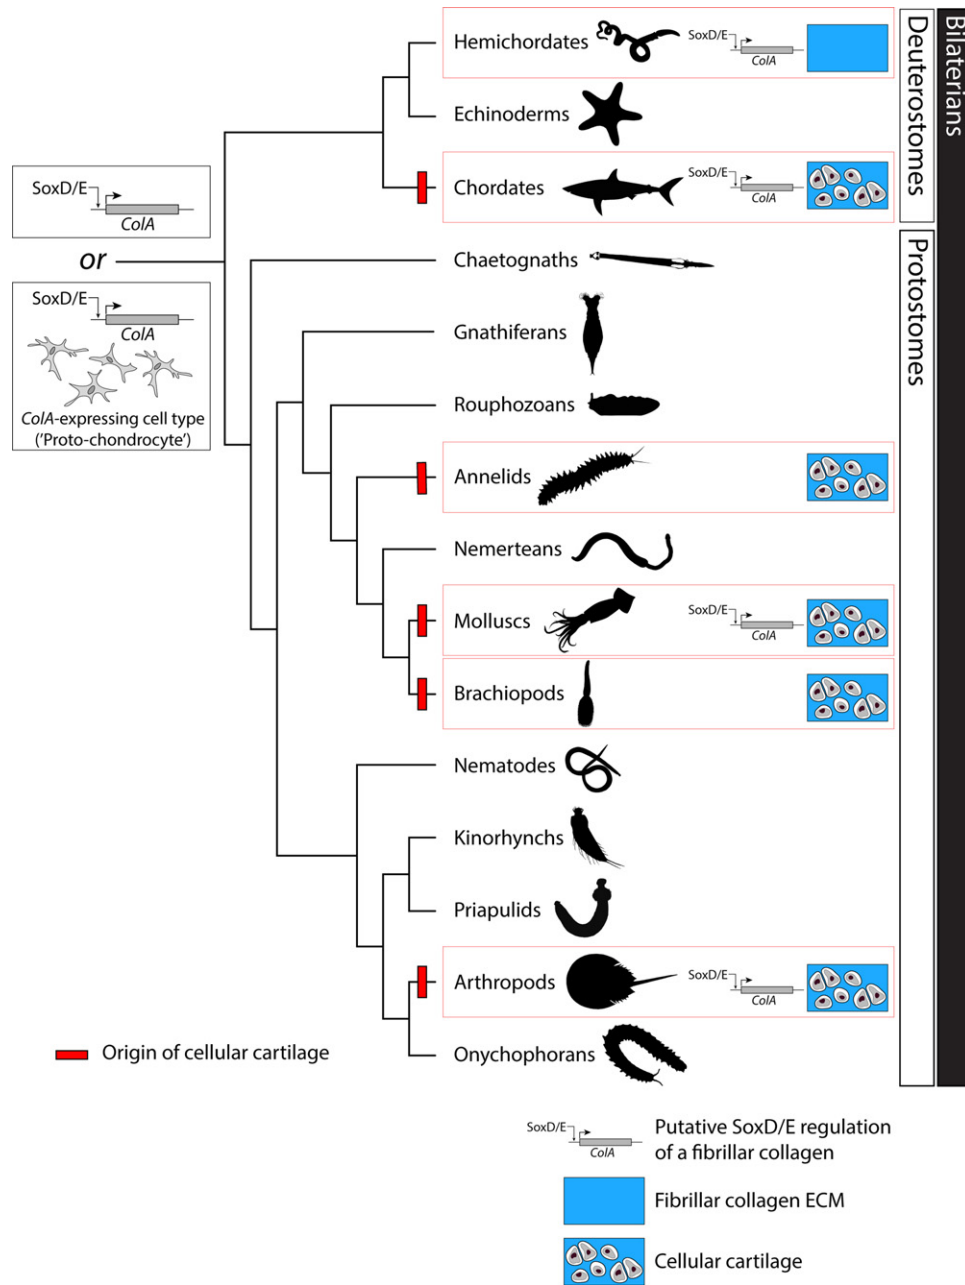 Hemichordates
SoxD/E
ColA
Echinoderms
Chordates
SoxD/E
ColA
Deuterostomes
Bilaterians
SoxD/E
ColA
or
SoxD/E
ColA
ColA-expressing cell type
('Proto-chondrocyte')
Chaetognaths
Gnathiferans
Rouphozoans
Annelids
Nemerteans
Molluscs
SoxD/E
ColA
Brachiopods
Nematodes
Kinorhynchs
Priapulids
Arthropods
SoxD/E
ColA
Onychophorans
Protostomes
Origin of cellular cartilage
SoxD/E
ColA
Putative SoxD/E regulation
of a fibrillar collagen
Fibrillar collagen ECM
Cellular cartilage